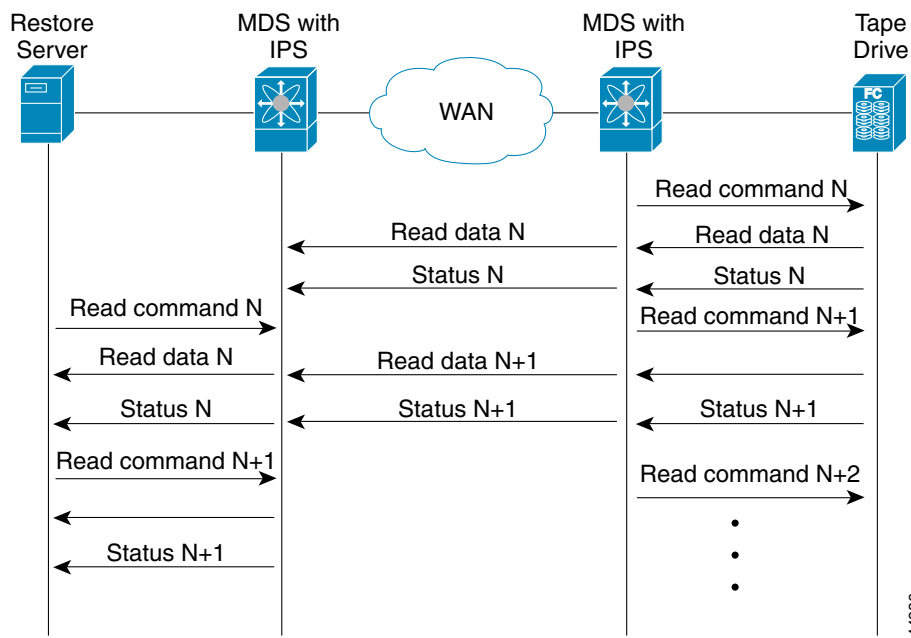 Restore
Server
MDS with
IPS
MDS with
IPS
Tape
Drive
WAN
FC
Read command N
Read data N
Read data N
Status N
Status N
Read command N
Read command N+1
Read data N
Read data N+1
Status N
Status N+1
Status N+1
Read command N+1
Read command N+2
Status N+1